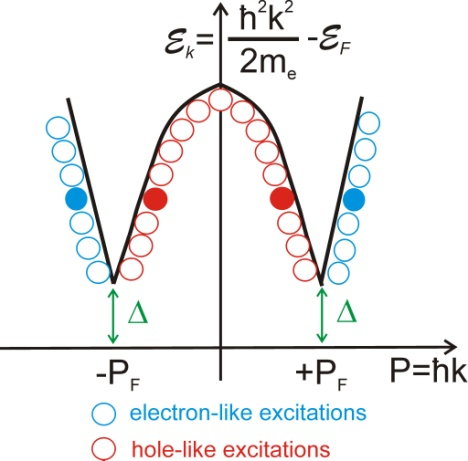 ℰk = ħ²k²/2mₑ - ℰF
Δ Δ
-PF +PF P=ħk
electron-like excitations
hole-like excitations